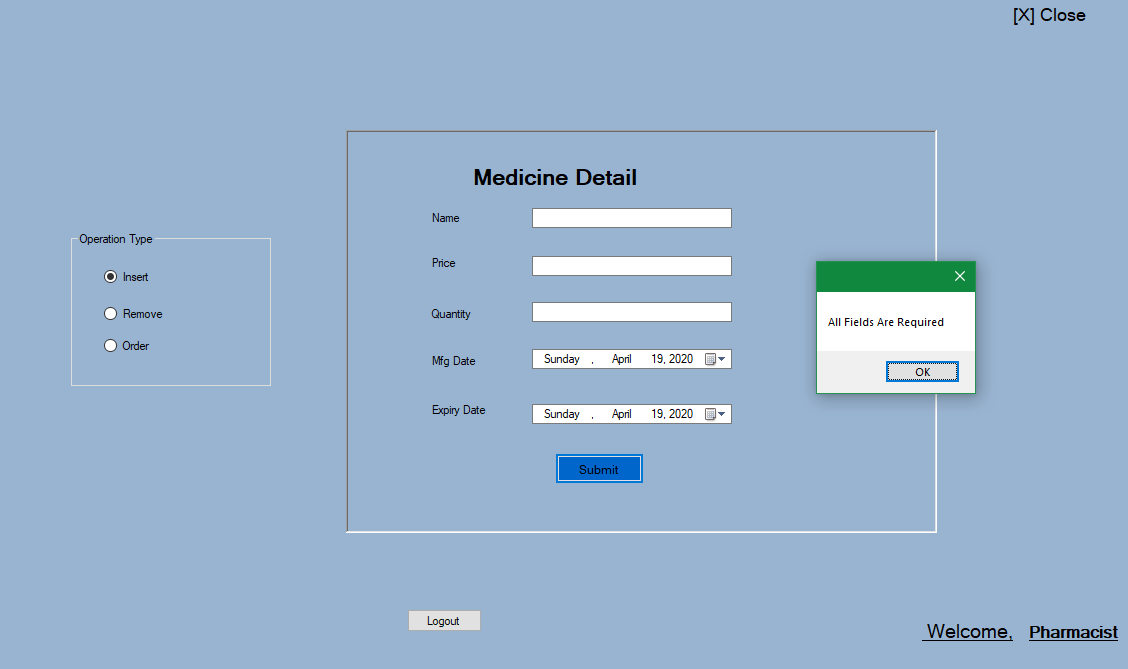 [X] Close
Medicine Detail
Name
Operation Type
Price
Insert
Remove
Quantity
All Fields Are Required
Order
Mfg Date
Sunday , April 19, 2020
OK
Expiry Date
Sunday , April 19, 2020
Submit
Logout
Welcome, Pharmacist